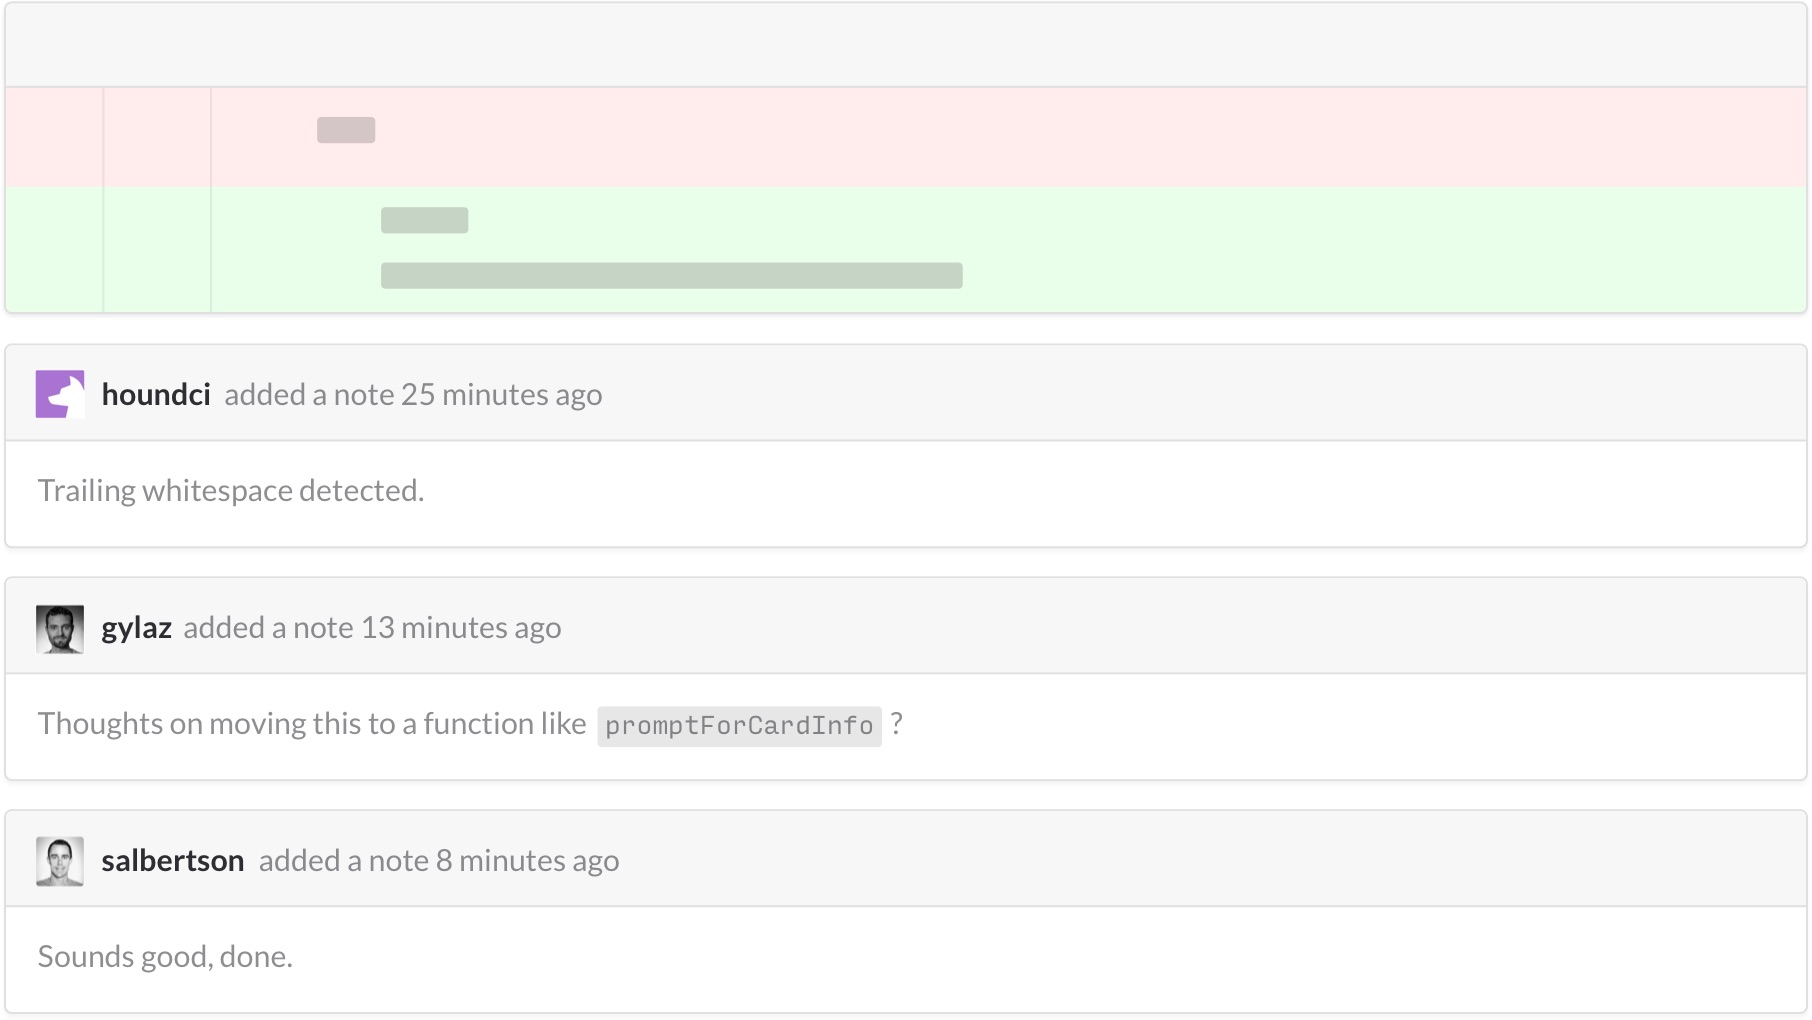 houndci added a note 25 minutes ago
Trailing whitespace detected.
gylaz added a note 13 minutes ago
Thoughts on moving this to a function like promptForCardInfo ?
salbertson added a note 8 minutes ago
Sounds good, done.